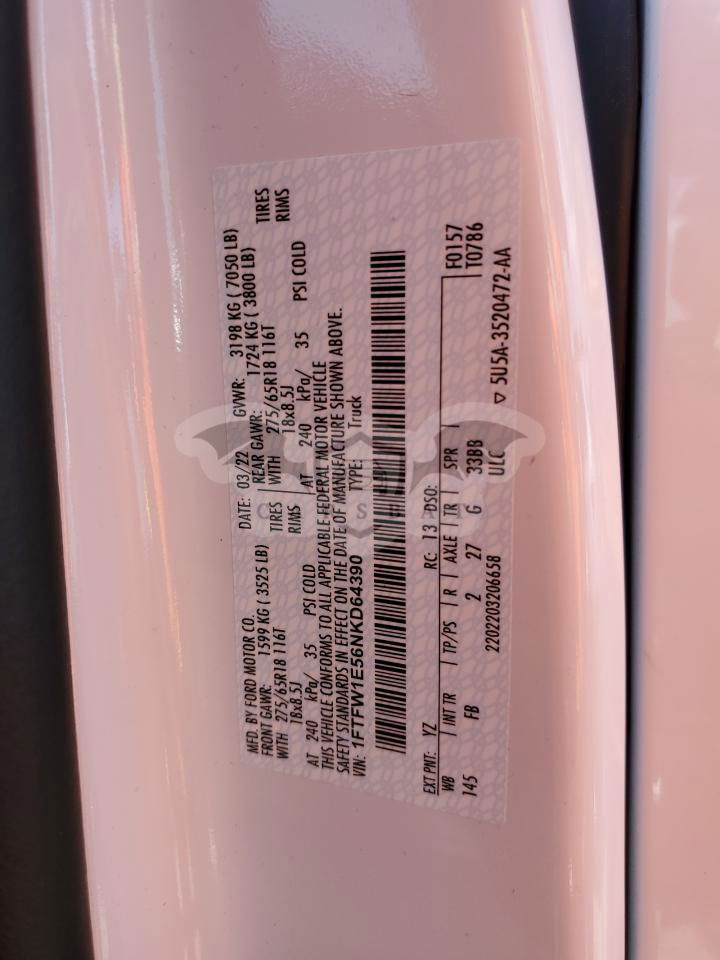 MFD. BY FORD MOTOR CO. DATE: 03/22 GVWR: 3198 KG ( 7050 LB)
FRONT GAWR: 1599 KG ( 3525 LB) REAR GAWR: 1724 KG ( 3800 LB)
WITH 275/65R18 116T TIRES WITH 275/65R18 116T TIRES
18x8.5J RIMS 18x8.5J RIMS
AT 240 kPa/ 35 PSI COLD AT 240 kPa/ 35 PSI COLD
THIS VEHICLE CONFORMS TO ALL APPLICABLE FEDERAL MOTOR VEHICLE
SAFETY STANDARDS IN EFFECT ON THE DATE OF MANUFACTURE SHOWN ABOVE.
VIN: 1FTFW1E56NKD64390 TYPE: Truck
EXT PNT: YZ RC: 13 DSO: F0157
WB INT TR TP/PS R AXLE TR SPR T0786
145 FB 2 27 G 33BB
2202203206658 ULC ▽ 5U5A-3520472-AA